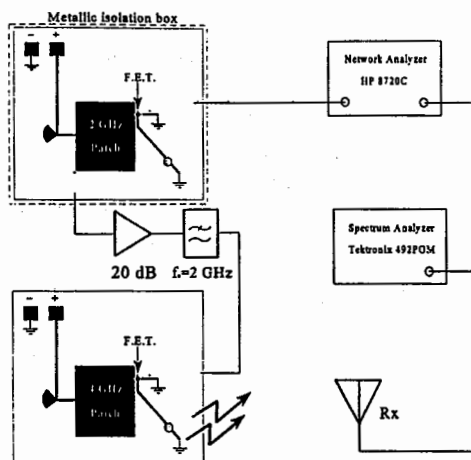 Metallic isolation box
- +
F.E.T.
2 GHz
Patch
Network Analyzer
HP 8720C
20 dB
f.=2 GHz
Spectrum Analyzer
Tektronix 492PGM
- +
F.E.T.
4 GHz
Patch
Rx